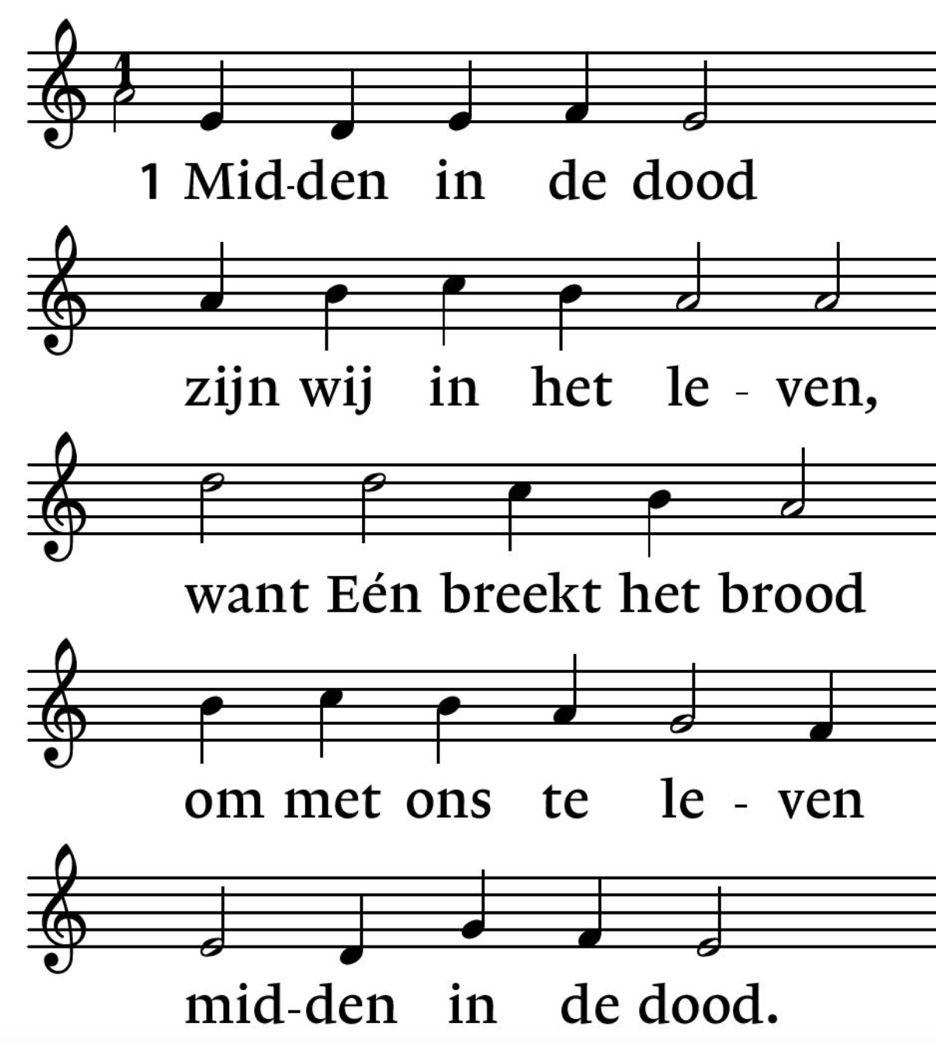 1
1 Mid-den in de dood
zijn wij in het le - ven,
want Eén breekt het brood
om met ons te le - ven
mid-den in de dood.